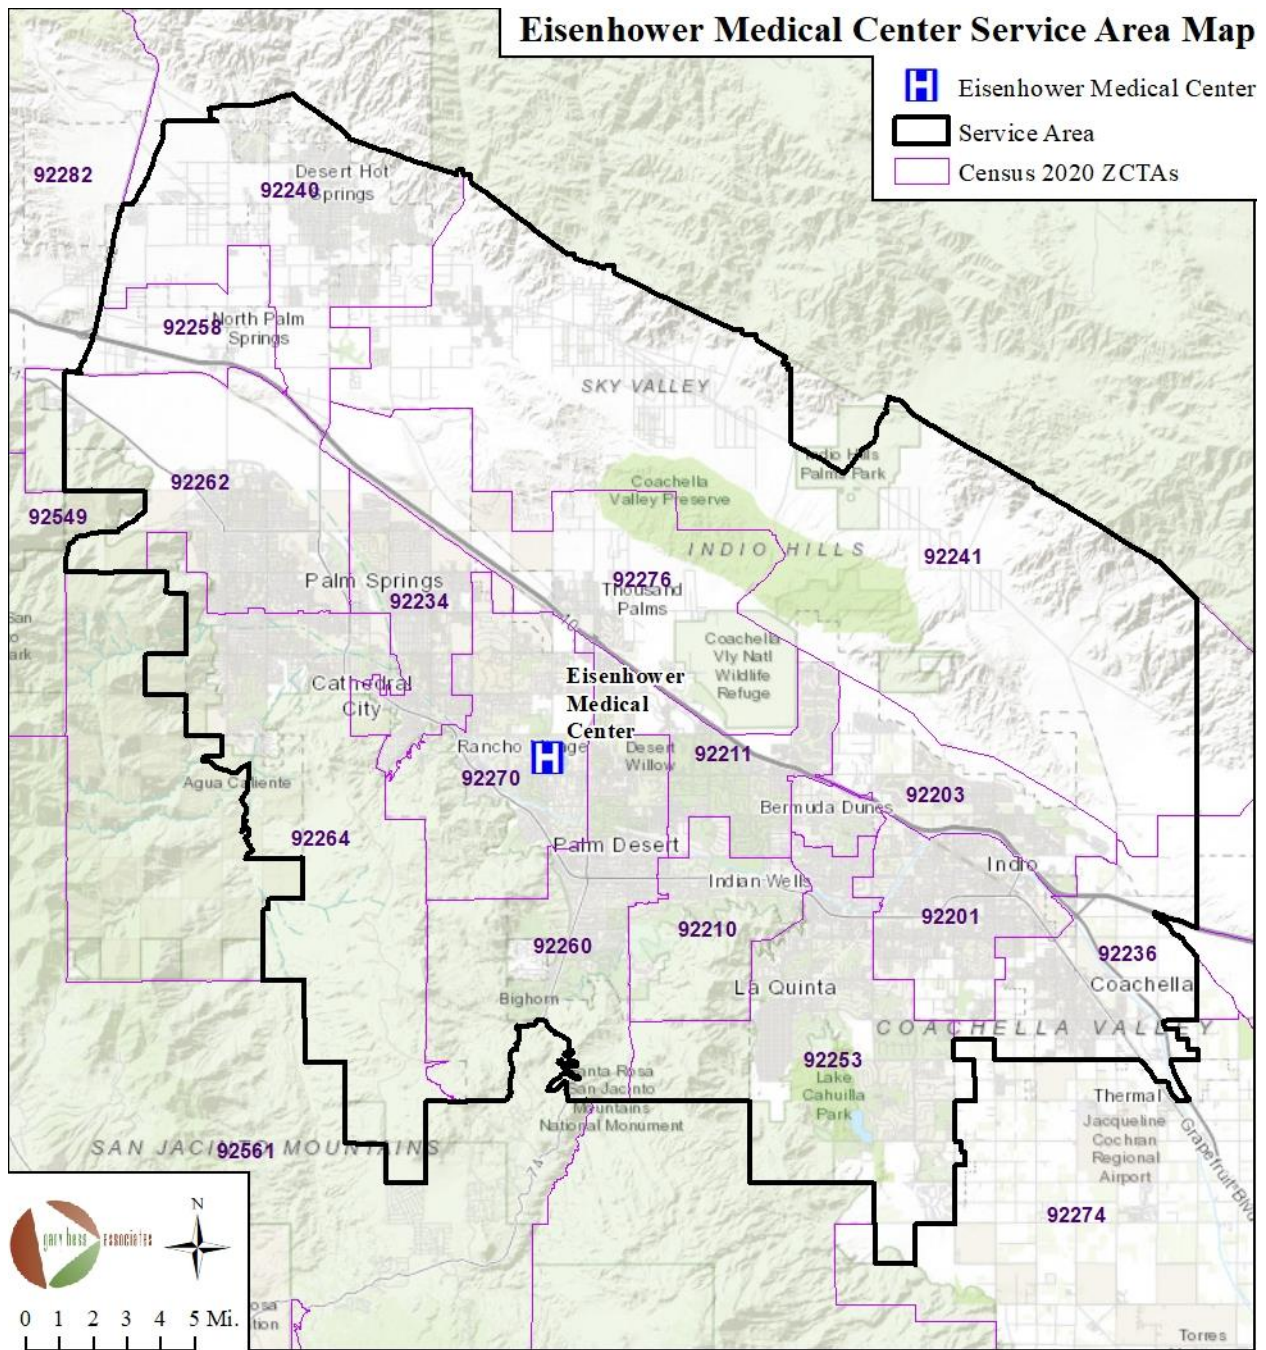 Eisenhower Medical Center Service Area Map
Eisenhower Medical Center
Service Area
Census 2020 ZCTAs
92282
Desert Hot
92240
Springs
92258
North Palm
Springs
SKY VALLEY
Indio Hills
Palms Park
92262
Coachella
Valley Preserve
92549
INDIO HILLS
92241
Palm Springs
92276
Thousand
Palms
92234
10
Coachella
Vly Natl
Wildlife
Refuge
Eisenhower
Medical
Center
Cathedral
City
Rancho
Desert
Willow
92211
92270
Agua Caliente
92203
Bermuda Dunes
92264
Palm Desert
Indio
Indian Wells
92201
92210
92260
92236
Coachella
La Quinta
Bighorn
COACHELLA VALLEY
92253
Lake
Cahuilla
Park
Santa Rosa
San Jacinto
Mountains
National Monument
Thermal
Jacqueline
Cochran
Regional
Airport
Grapefruit Blvd
SAN JACINTO MOUNTAINS
92561
74
92274
N
gary bess associates
0 1 2 3 4 5 Mi.
Torres